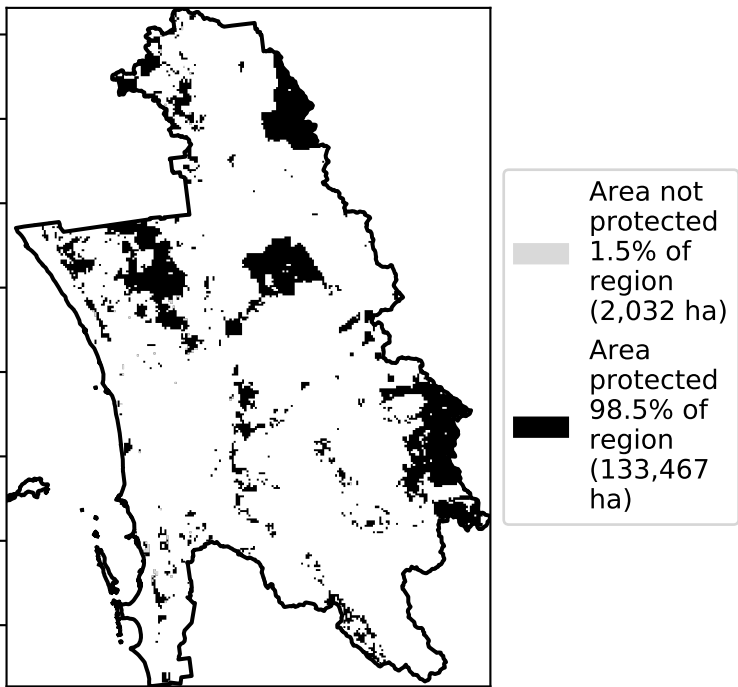 Area not
protected
1.5% of
region
(2,032 ha)
Area
protected
98.5% of
region
(133,467
ha)